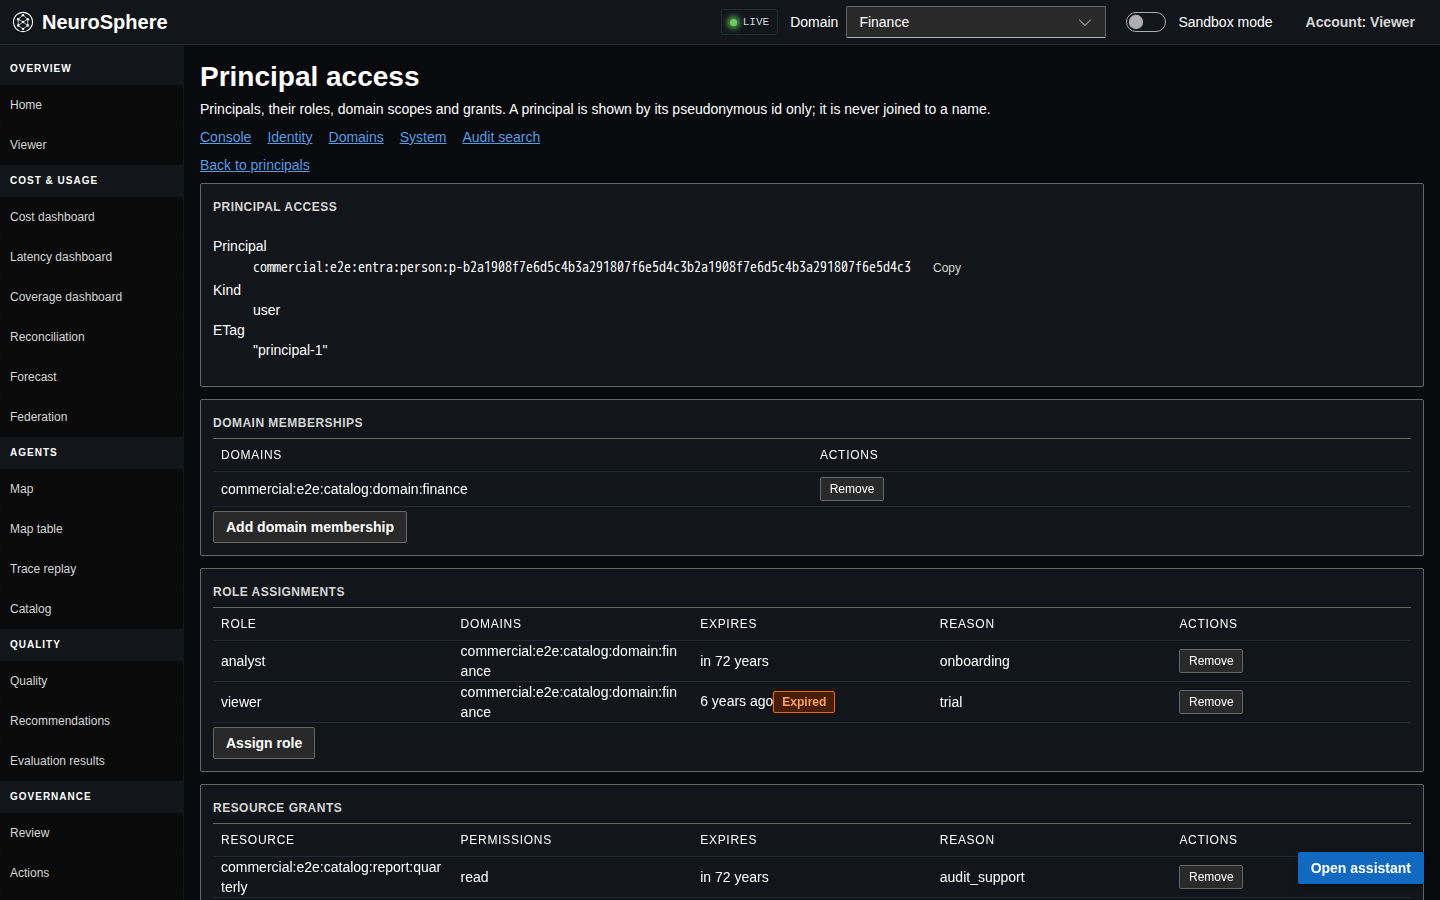 NeuroSphere
LIVE
Domain
Finance
Sandbox mode
Account: Viewer
OVERVIEW
Home
Viewer
COST & USAGE
Cost dashboard
Latency dashboard
Coverage dashboard
Reconciliation
Forecast
Federation
AGENTS
Map
Map table
Trace replay
Catalog
QUALITY
Quality
Recommendations
Evaluation results
GOVERNANCE
Review
Actions
Principal access
Principals, their roles, domain scopes and grants. A principal is shown by its pseudonymous id only; it is never joined to a name.
Console Identity Domains System Audit search
Back to principals
PRINCIPAL ACCESS
Principal
commercial:e2e:entra:person:p-b2a1908f7e6d5c4b3a291807f6e5d4c3b2a1908f7e6d5c4b3a291807f6e5d4c3 Copy
Kind
user
ETag
"principal-1"
DOMAIN MEMBERSHIPS
DOMAINS ACTIONS
commercial:e2e:catalog:domain:finance Remove
Add domain membership
ROLE ASSIGNMENTS
ROLE DOMAINS EXPIRES REASON ACTIONS
analyst commercial:e2e:catalog:domain:fin
ance in 72 years onboarding Remove
viewer commercial:e2e:catalog:domain:fin
ance 6 years ago Expired trial Remove
Assign role
RESOURCE GRANTS
RESOURCE PERMISSIONS EXPIRES REASON ACTIONS
commercial:e2e:catalog:report:quar
terly read in 72 years audit_support Remove
Open assistant